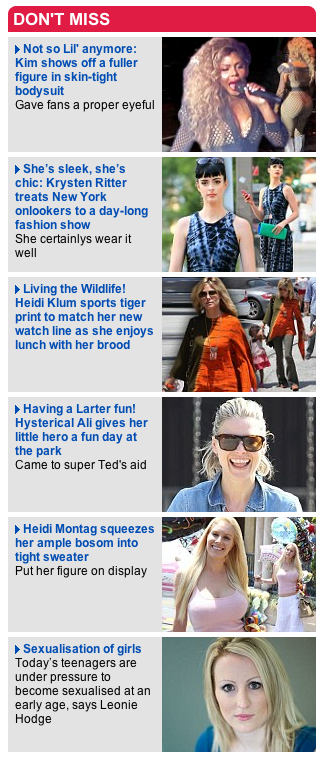 DON'T MISS
Not so Lil' anymore:
Kim shows off a fuller
figure in skin-tight
bodysuit
Gave fans a proper eyeful
She's sleek, she's
chic: Krysten Ritter
treats New York
onlookers to a day-long
fashion show
She certainlys wear it
well
Living the Wildlife!
Heidi Klum sports tiger
print to match her new
watch line as she enjoys
lunch with her brood
Having a Larter fun!
Hysterical Ali gives her
little hero a fun day at
the park
Came to super Ted's aid
Heidi Montag squeezes
her ample bosom into
tight sweater
Put her figure on display
Sexualisation of girls
Today's teenagers are
under pressure to
become sexualised at an
early age, says Leonie
Hodge